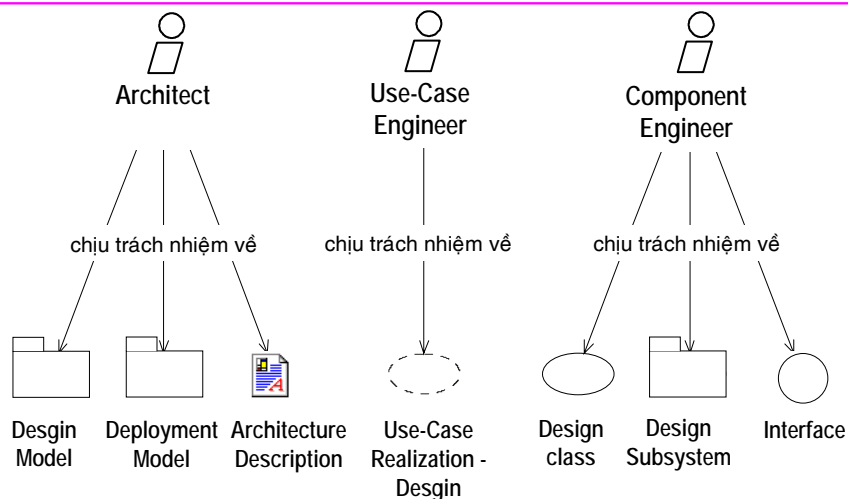 Architect
Use-Case
Engineer
Component
Engineer
chịu trách nhiệm về
chịu trách nhiệm về
chịu trách nhiệm về
Desgin
Model
Deployment
Model
Architecture
Description
Use-Case
Realization -
Desgin
Design
class
Design
Subsystem
Interface